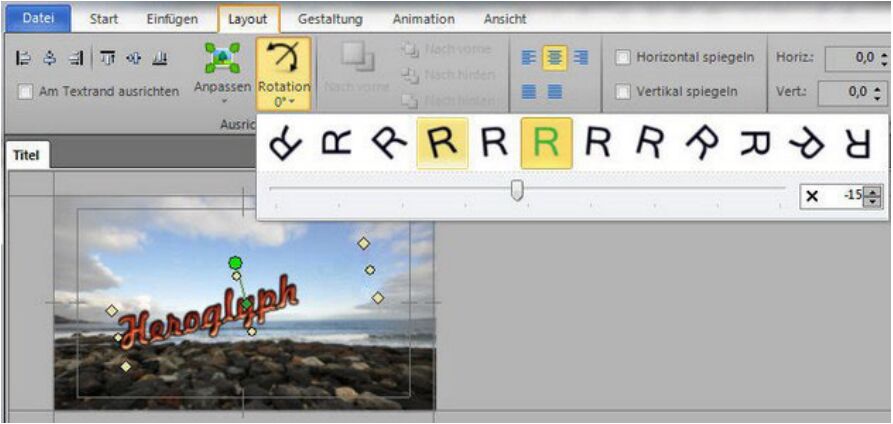 Datei Start Einfügen Layout Gestaltung Animation Ansicht
Am Textrand ausrichten
Anpassen
Rotation
0°
Nach vorne
Nach vorne
Nach hinten
Nach hinten
Horizontal spiegeln
Vertikal spiegeln
Horiz.: 0,0
Vert.: 0,0
Ausric
R R R R R R R R R R R R
-15
Titel
Heroglyph